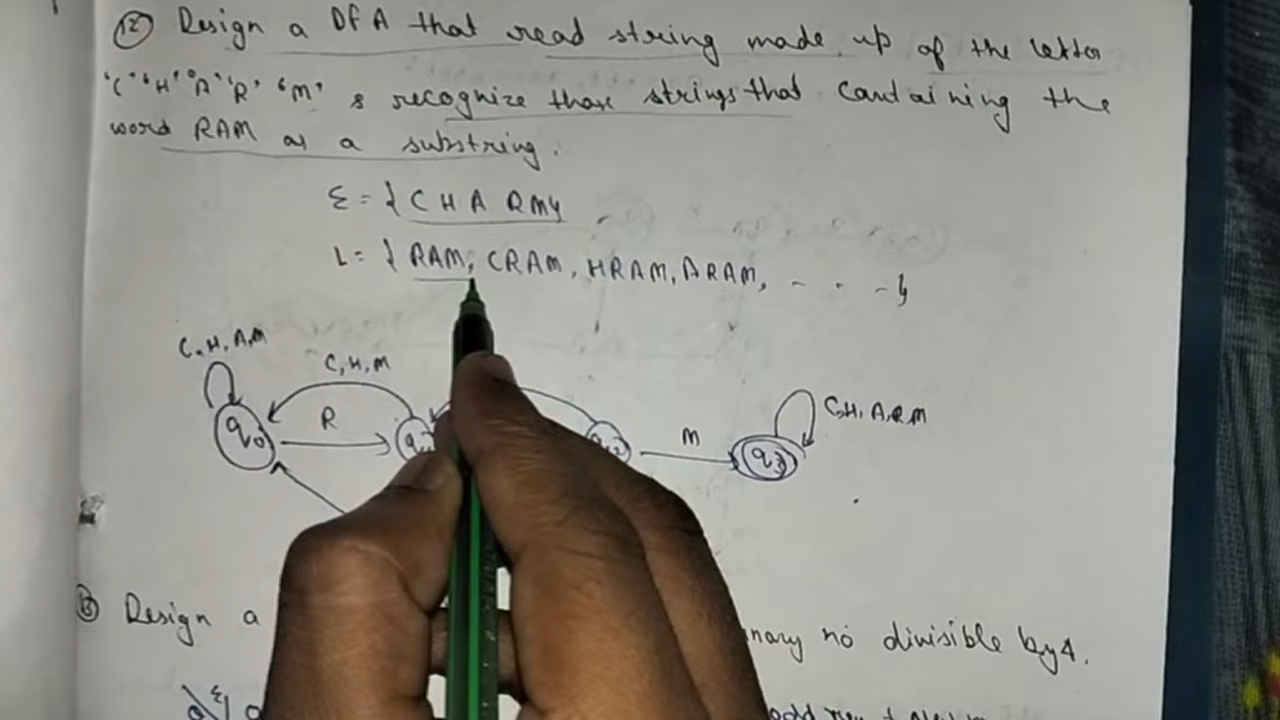 (12) Design a DFA that read string made up of the letter
'C' 'H' 'A' 'R' 'M' & recognize those strings that containing the
word RAM as a substring.
Σ = { C H A R M }
L = { RAM, CRAM, HRAM, ARAM, - - - }
C, H, A, M
C, H, M
R
C, H, A, R, M
M
q0
q3
Design a
nary no divisible by 4.